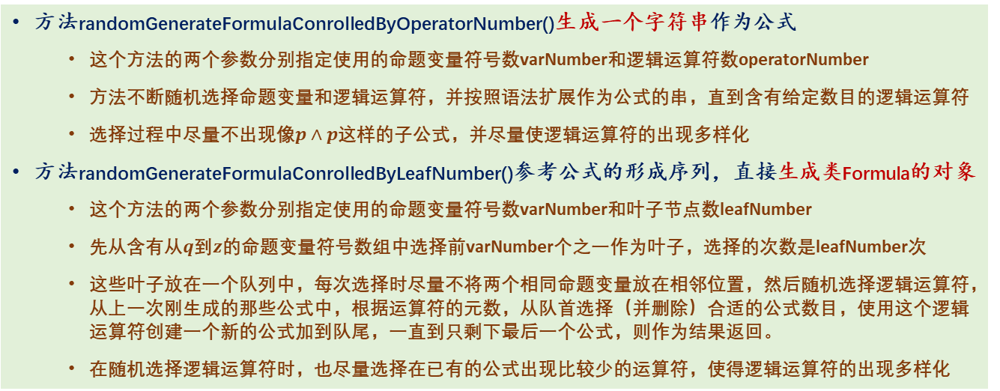 • 方法randomGenerateFormulaConrolledByOperatorNumber()生成一个字符串作为公式
• 这个方法的两个参数分别指定使用的命题变量符号数varNumber和逻辑运算符数operatorNumber
• 方法不断随机选择命题变量和逻辑运算符，并按照语法扩展作为公式的串，直到含有给定数目的逻辑运算符
• 选择过程中尽量不出现像p ∧ p这样的子公式，并尽量使逻辑运算符的出现多样化
• 方法randomGenerateFormulaConrolledByLeafNumber()参考公式的形成序列，直接生成类Formula的对象
• 这个方法的两个参数分别指定使用的命题变量符号数varNumber和叶子节点数leafNumber
• 先从含有从q到z的命题变量符号数组中选择前varNumber个之一作为叶子，选择的次数是leafNumber次
• 这些叶子放在一个队列中，每次选择时尽量不将两个相同命题变量放在相邻位置，然后随机选择逻辑运算符，
从上一次刚生成的那些公式中，根据运算符的元数，从队首选择（并删除）合适的公式数目，使用这个逻辑
运算符创建一个新的公式加到队尾，一直到只剩下最后一个公式，则作为结果返回。
• 在随机选择逻辑运算符时，也尽量选择在已有的公式出现比较少的运算符，使得逻辑运算符的出现多样化